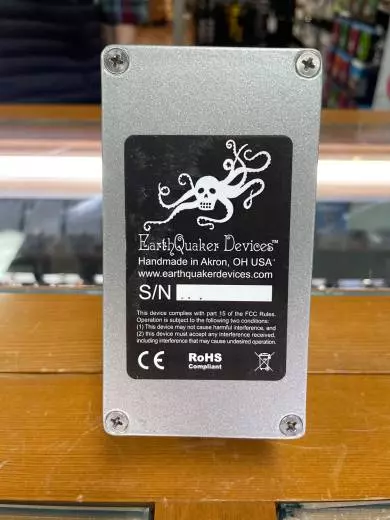 EarthQuaker Devices™
Handmade in Akron, OH USA
www.earthquakerdevices.com
S/N
This device complies with part 15 of the FCC Rules.
Operation is subject to the following two conditions:
(1) This device may not cause harmful interference, and
(2) this device must accept any interference received,
including interference that may cause undesired operation.
CE RoHS
Compliant